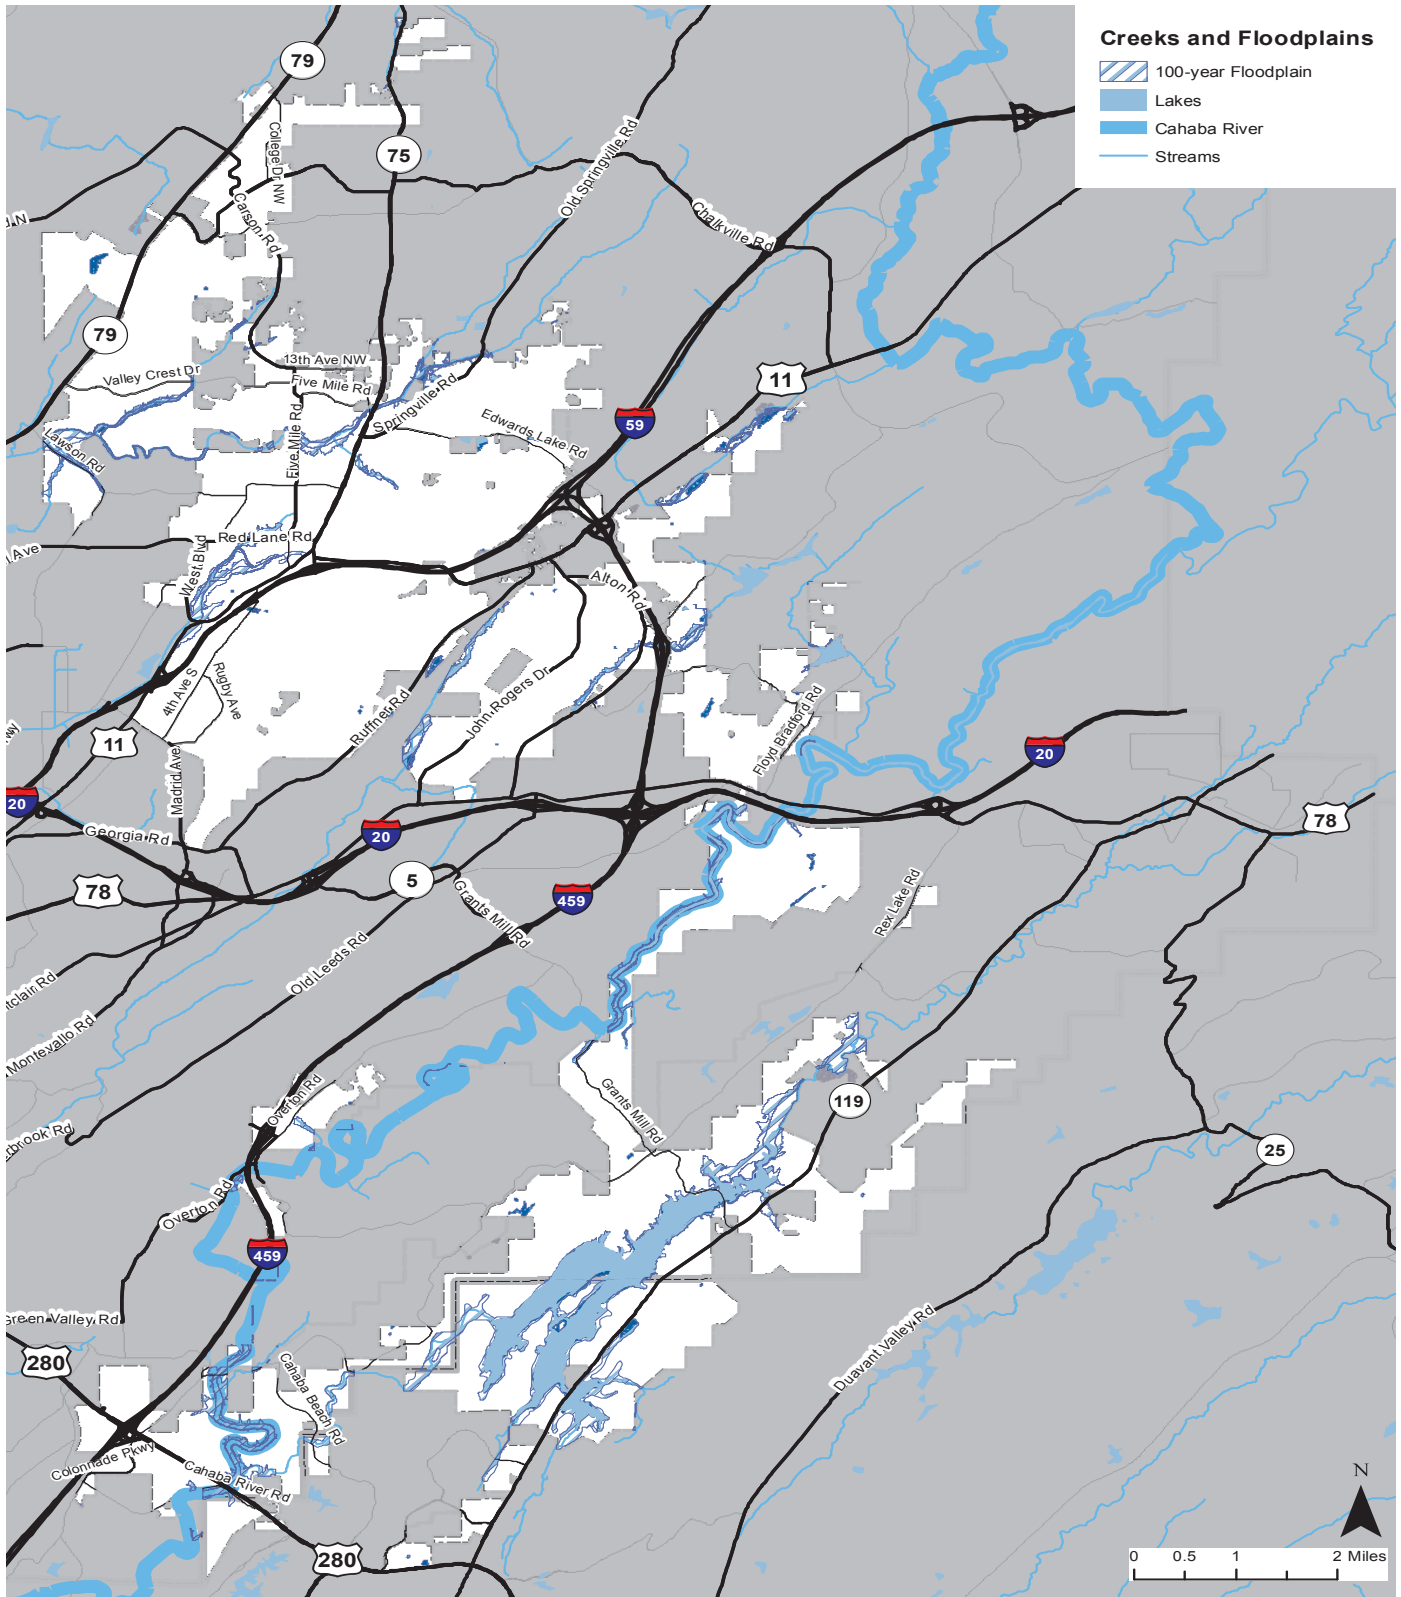 Creeks and Floodplains
100-year Floodplain
Lakes
Cahaba River
Streams
79
75
College Dr NW
Carson Rd
Old Springville Rd
Chalkville Rd
d N
79
13th Ave NW
Valley Crest Dr
Five Mile Rd
Springville Rd
11
Five Mile Rd
Edwards Lake Rd
59
Lawson Rd
Red Lane Rd
Ave
West Blvd
Alton Rd
4th Ave S
Rugby Ave
Ruffner Rd
John Rogers Dr
Floyd Bradford Rd
11
20
Madrid Ave
20
Georgia Rd
20
78
78
5
459
Grants Mill Rd
Rex Lake Rd
Old Leeds Rd
tclair Rd
Montevallo Rd
Overton Rd
Grants Mill Rd
119
rbrook Rd
25
Overton Rd
459
Green Valley Rd
280
Cahaba Beach Rd
Duavant Valley Rd
Colonnade Pkwy
Cahaba River Rd
280
N
0 0.5 1 2 Miles